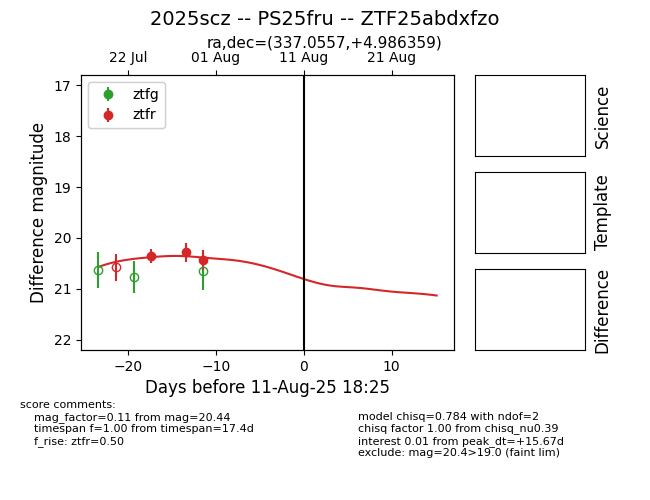 2025scz -- PS25fru -- ZTF25abdxfzo
ra,dec=(337.0557,+4.986359)
22 Jul
01 Aug
11 Aug
21 Aug
ztfg
ztfr
17
18
19
20
21
22
Difference magnitude
−20
−10
0
10
Days before 11-Aug-25 18:25
Science
Template
Difference
score comments:
mag_factor=0.11 from mag=20.44
timespan f=1.00 from timespan=17.4d
f_rise: ztfr=0.50
model chisq=0.784 with ndof=2
chisq factor 1.00 from chisq_nu0.39
interest 0.01 from peak_dt=+15.67d
exclude: mag=20.4>19.0 (faint lim)